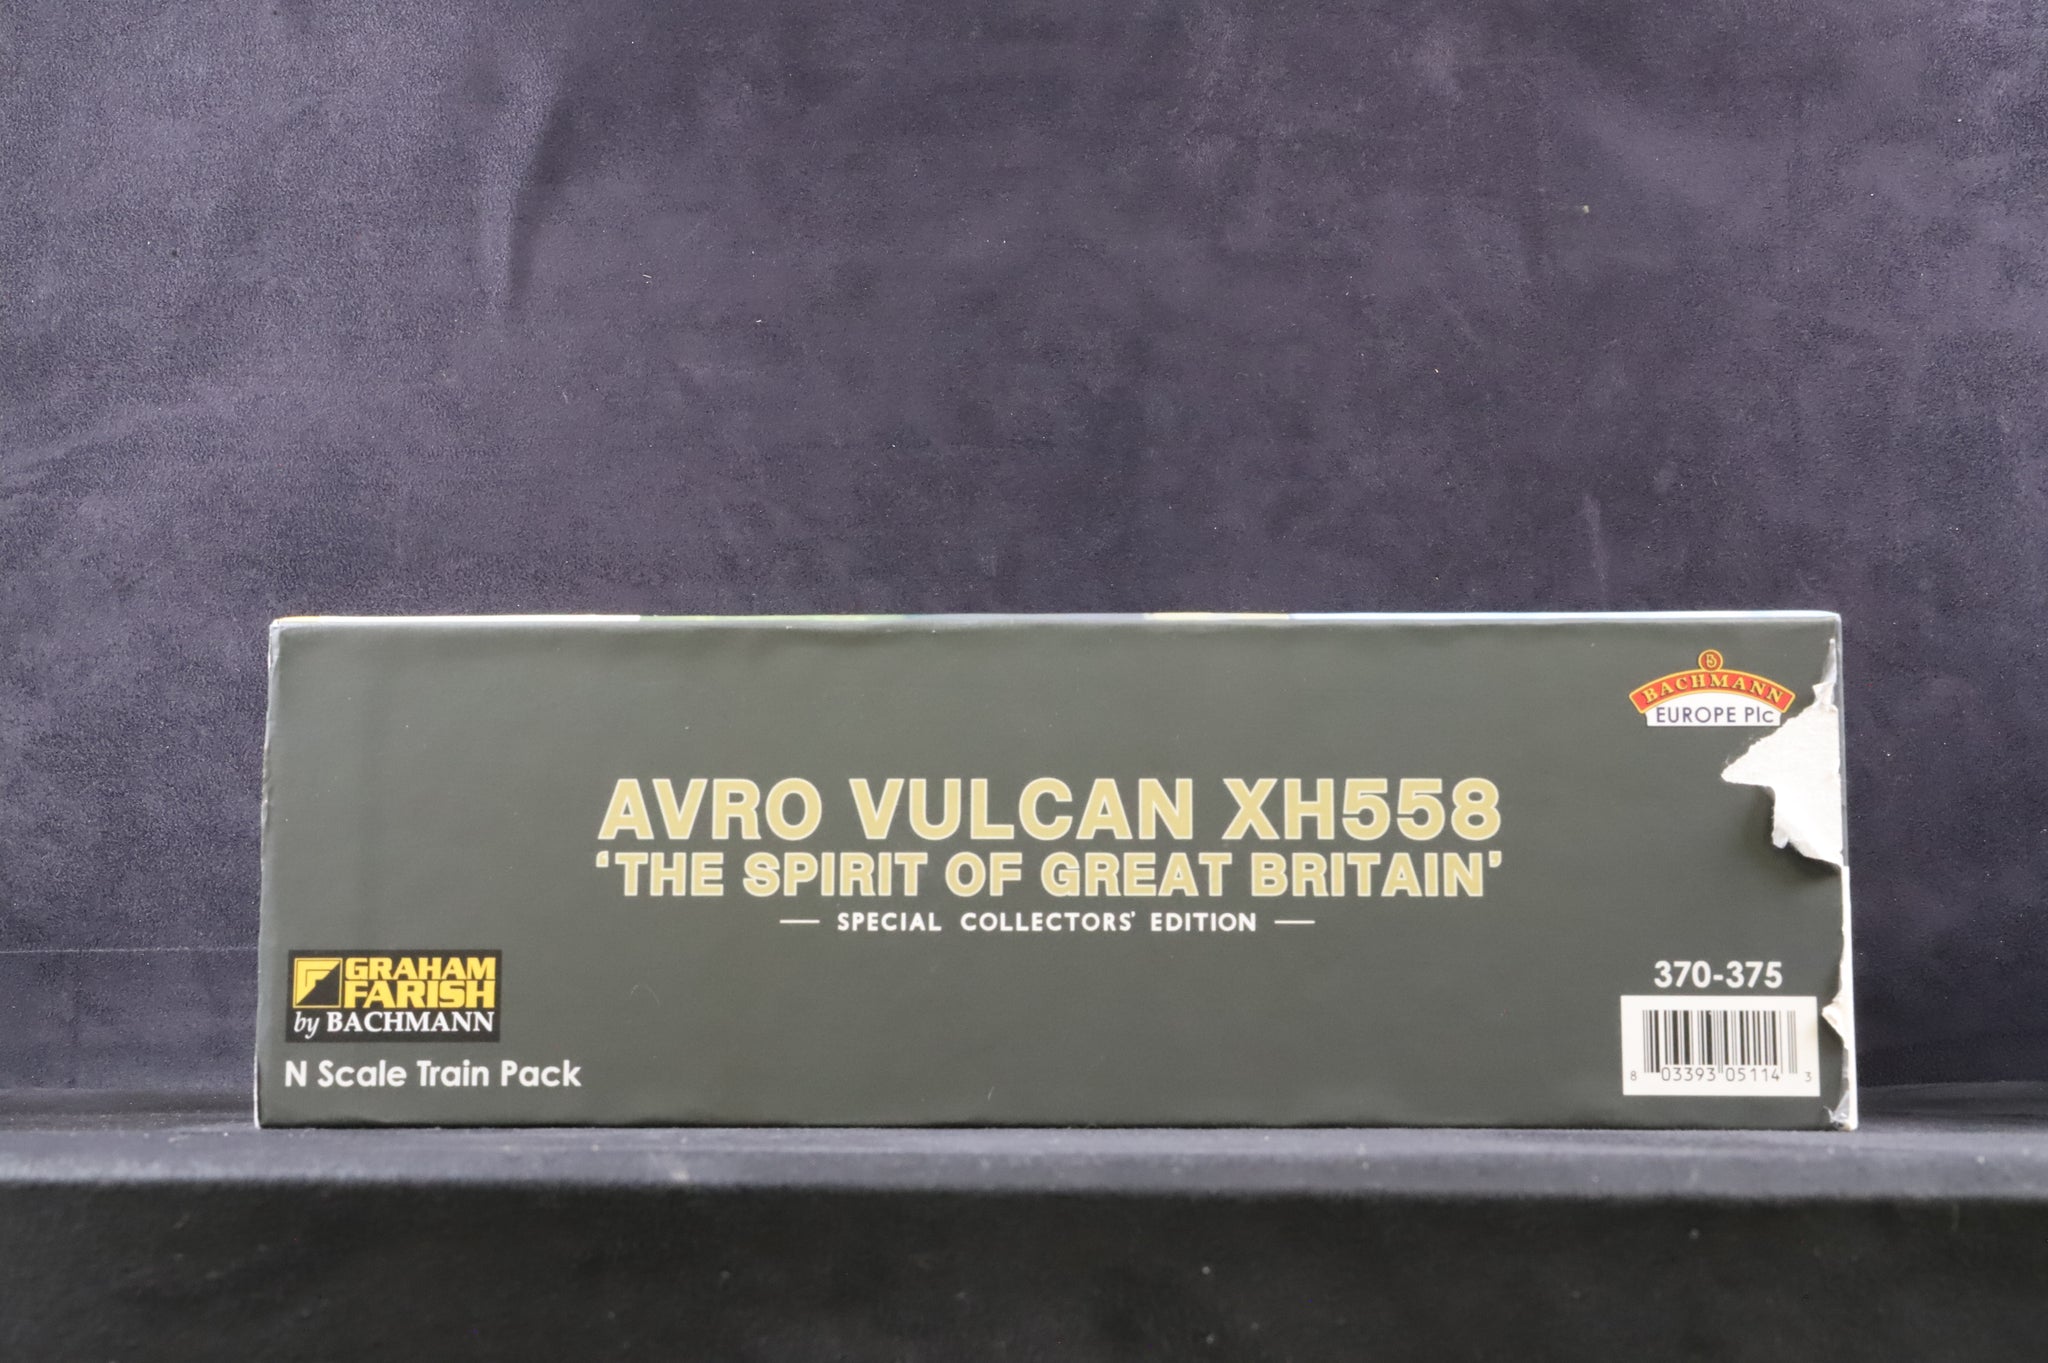 BACHMANN
EUROPE Plc
AVRO VULCAN XH558
‘THE SPIRIT OF GREAT BRITAIN’
— SPECIAL COLLECTORS' EDITION —
GRAHAM
FARISH
by BACHMANN
N Scale Train Pack
370-375
8 03393 05114 3